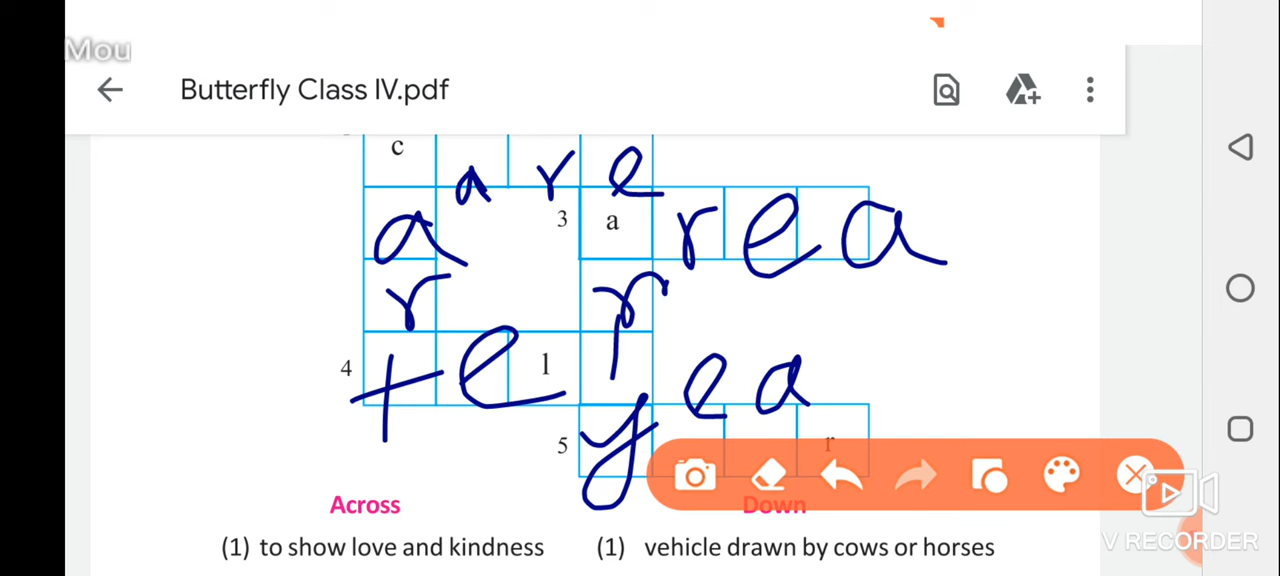 Mou
Butterfly Class IV.pdf
c a r e
a 3 a r e a
r r
4 t e l l
5 y e a r
Across Down
(1) to show love and kindness (1) vehicle drawn by cows or horses
V RECORDER